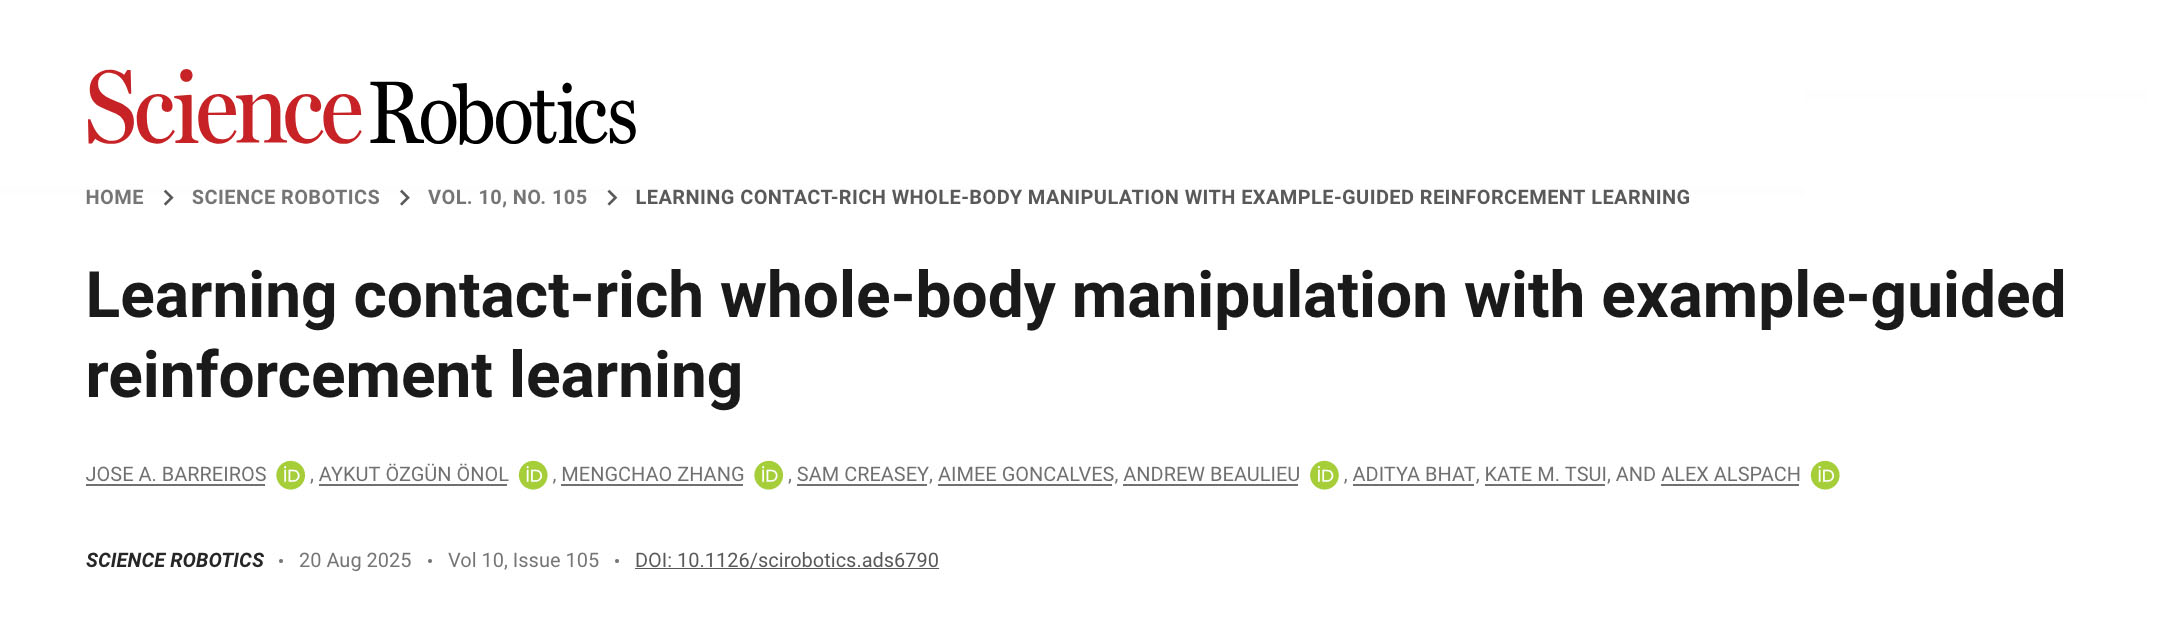 Science Robotics
HOME > SCIENCE ROBOTICS > VOL. 10, NO. 105 > LEARNING CONTACT-RICH WHOLE-BODY MANIPULATION WITH EXAMPLE-GUIDED REINFORCEMENT LEARNING
Learning contact-rich whole-body manipulation with example-guided
reinforcement learning
JOSE A. BARREIROS iD, AYKUT ÖZGÜN ÖNOL iD, MENGCHAO ZHANG iD, SAM CREASEY, AIMEE GONCALVES, ANDREW BEAULIEU iD, ADITYA BHAT, KATE M. TSUI, AND ALEX ALSPACH iD
SCIENCE ROBOTICS • 20 Aug 2025 • Vol 10, Issue 105 • DOI: 10.1126/scirobotics.ads6790